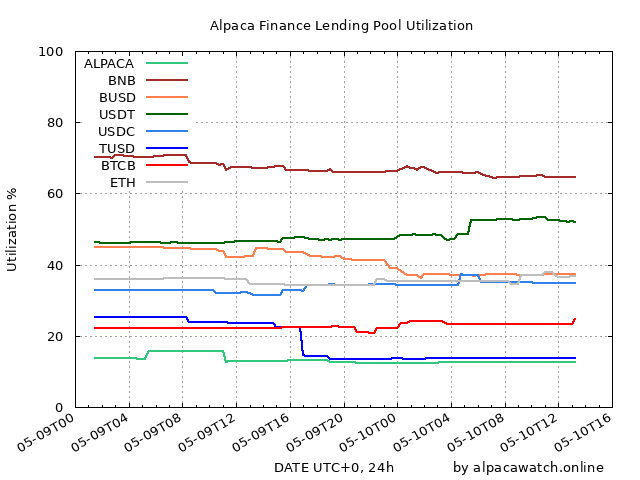 Alpaca Finance Lending Pool Utilization
100
80
60
40
20
0
Utilization %
ALPACA
BNB
BUSD
USDT
USDC
TUSD
BTCB
ETH
05-09T00
05-09T04
05-09T08
05-09T12
05-09T16
05-09T20
05-10T00
05-10T04
05-10T08
05-10T12
05-10T16
DATE UTC+0, 24h
by alpacawatch.online